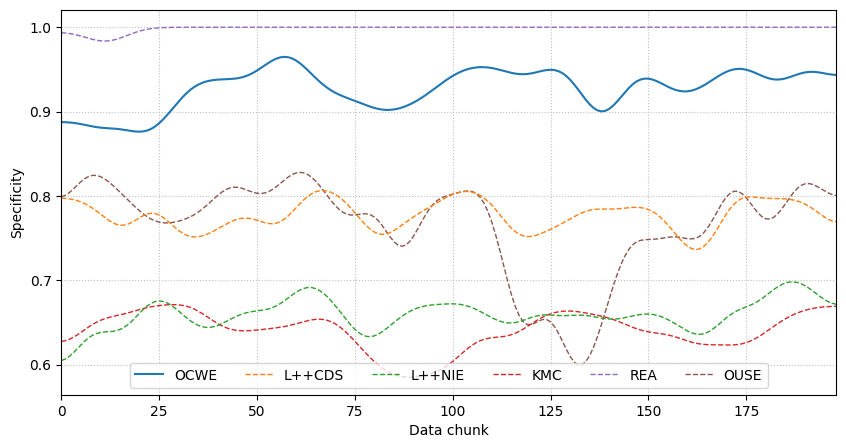 Specificity
1.0
0.9
0.8
0.7
0.6
OCWE L++CDS L++NIE KMC REA OUSE
0 25 50 75 100 125 150 175
Data chunk